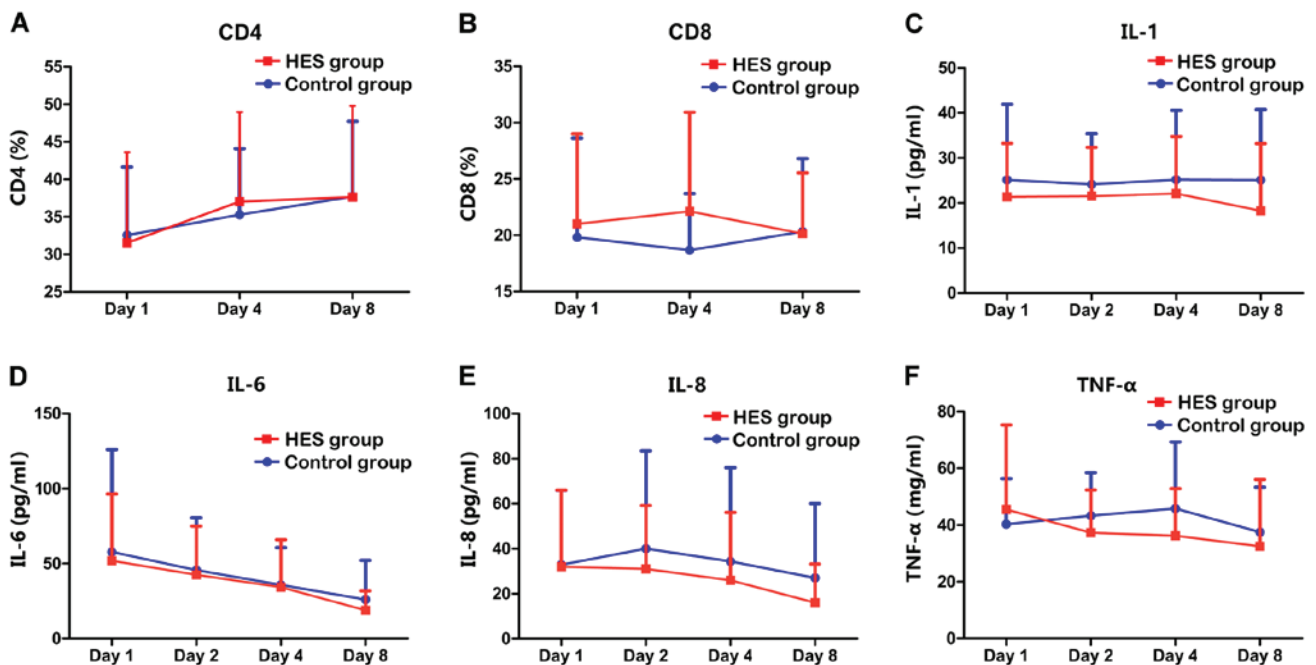 A
CD4
HES group
Control group
CD4 (%)
55
50
45
40
35
30
25
Day 1
Day 4
Day 8
B
CD8
HES group
Control group
CD8 (%)
35
30
25
20
15
Day 1
Day 4
Day 8
C
IL-1
HES group
Control group
IL-1 (pg/ml)
50
40
30
20
10
0
Day 1
Day 2
Day 4
Day 8
D
IL-6
HES group
Control group
IL-6 (pg/ml)
150
100
50
0
Day 1
Day 2
Day 4
Day 8
E
IL-8
HES group
Control group
IL-8 (pg/ml)
100
80
60
40
20
0
Day 1
Day 2
Day 4
Day 8
F
TNF-α
HES group
Control group
TNF-α (mg/ml)
80
60
40
20
0
Day 1
Day 2
Day 4
Day 8